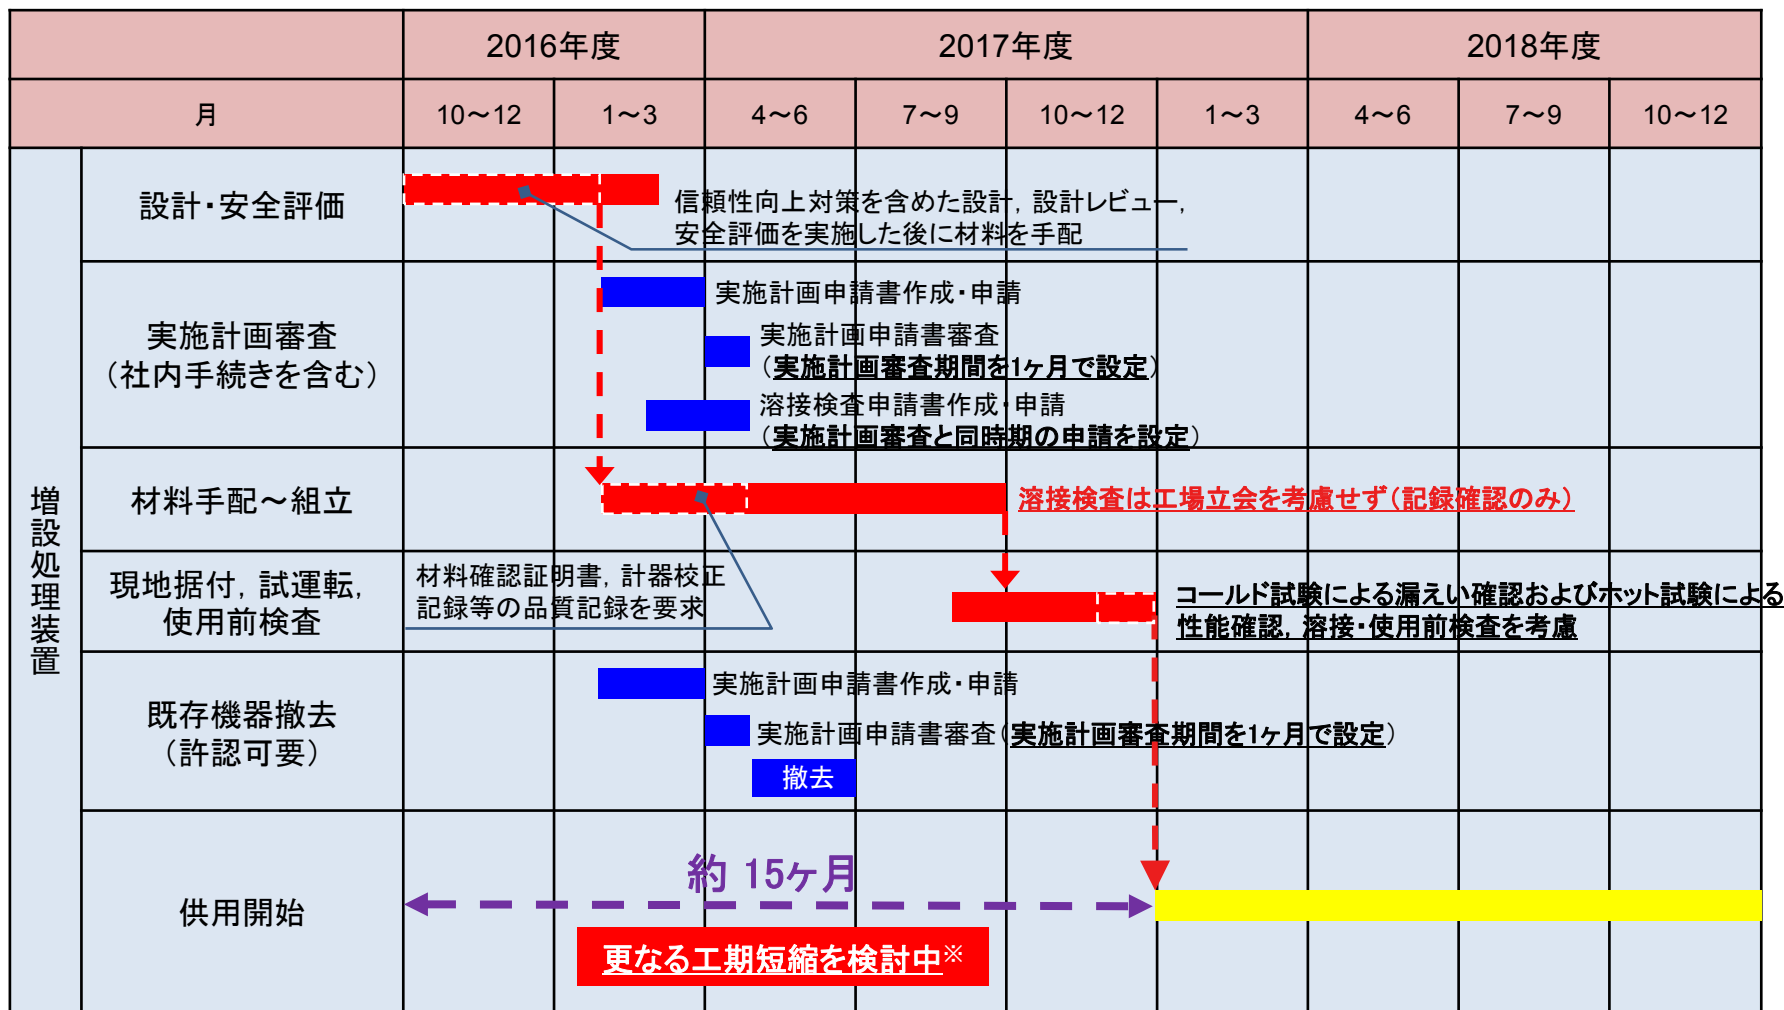 2016年度
2017年度
2018年度
月
10～12
1～3
4～6
7～9
10～12
1～3
4～6
7～9
10～12
増設処理装置
設計・安全評価
信頼性向上対策を含めた設計，設計レビュー，
安全評価を実施した後に材料を手配
実施計画審査
（社内手続きを含む）
実施計画申請書作成・申請
実施計画申請書審査
（実施計画審査期間を1ヶ月で設定）
溶接検査申請書作成・申請
（実施計画審査と同時期の申請を設定）
材料手配～組立
溶接検査は工場立会を考慮せず（記録確認のみ）
現地据付，試運転，
使用前検査
材料確認証明書，計器校正
記録等の品質記録を要求
コールド試験による漏えい確認およびホット試験による
性能確認，溶接・使用前検査を考慮
既存機器撤去
（許認可要）
実施計画申請書作成・申請
実施計画申請書審査（実施計画審査期間を1ヶ月で設定）
撤去
供用開始
約 15ヶ月
更なる工期短縮を検討中※